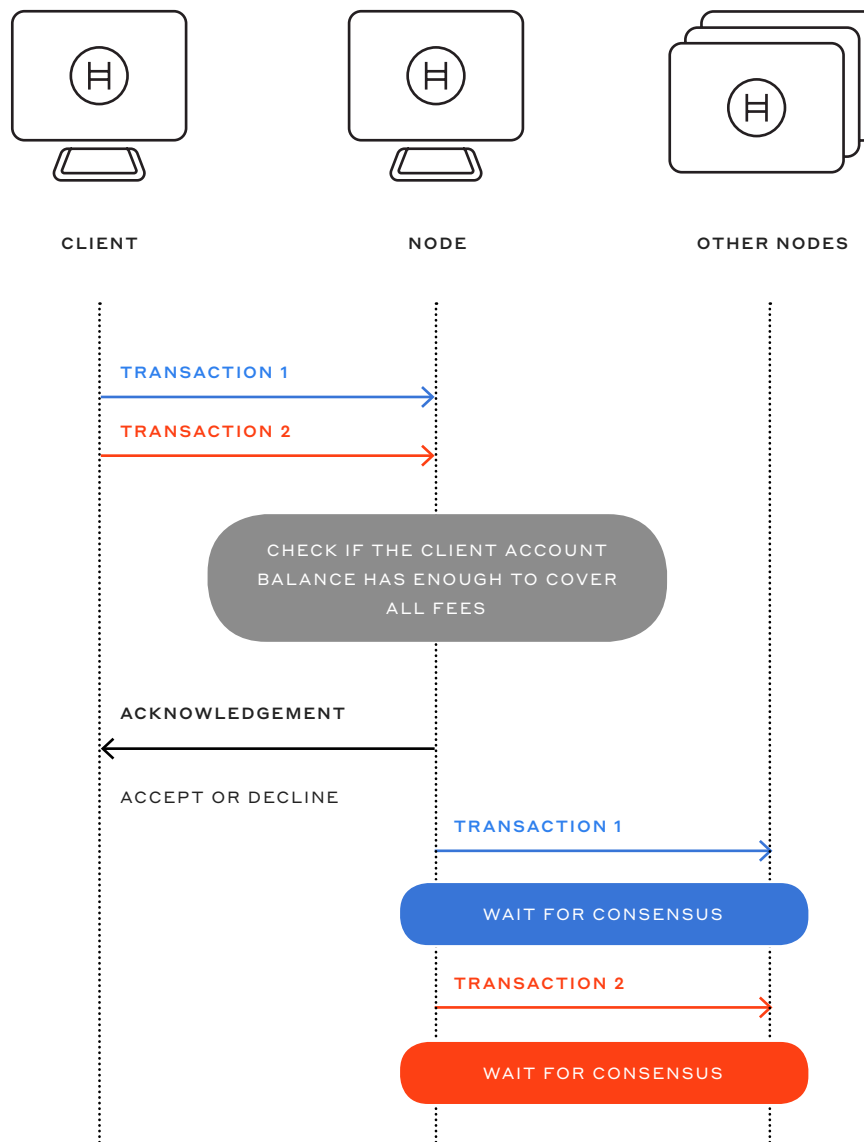 CLIENT
NODE
OTHER NODES
TRANSACTION 1
TRANSACTION 2
CHECK IF THE CLIENT ACCOUNT
BALANCE HAS ENOUGH TO COVER
ALL FEES
ACKNOWLEDGEMENT
ACCEPT OR DECLINE
TRANSACTION 1
WAIT FOR CONSENSUS
TRANSACTION 2
WAIT FOR CONSENSUS